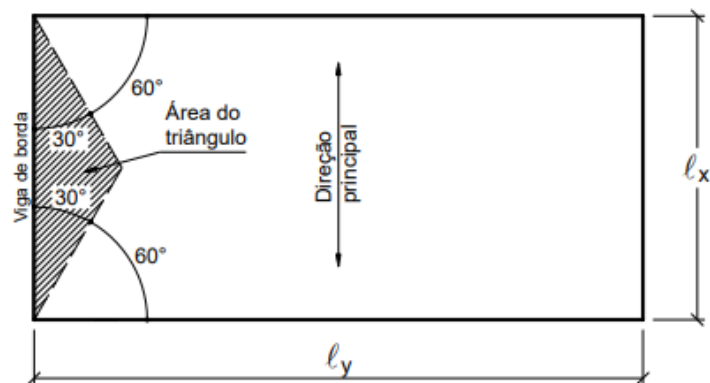 60°
Área do
triângulo
30°
Viga de borda
30°
Direção
principal
ℓx
60°
ℓy